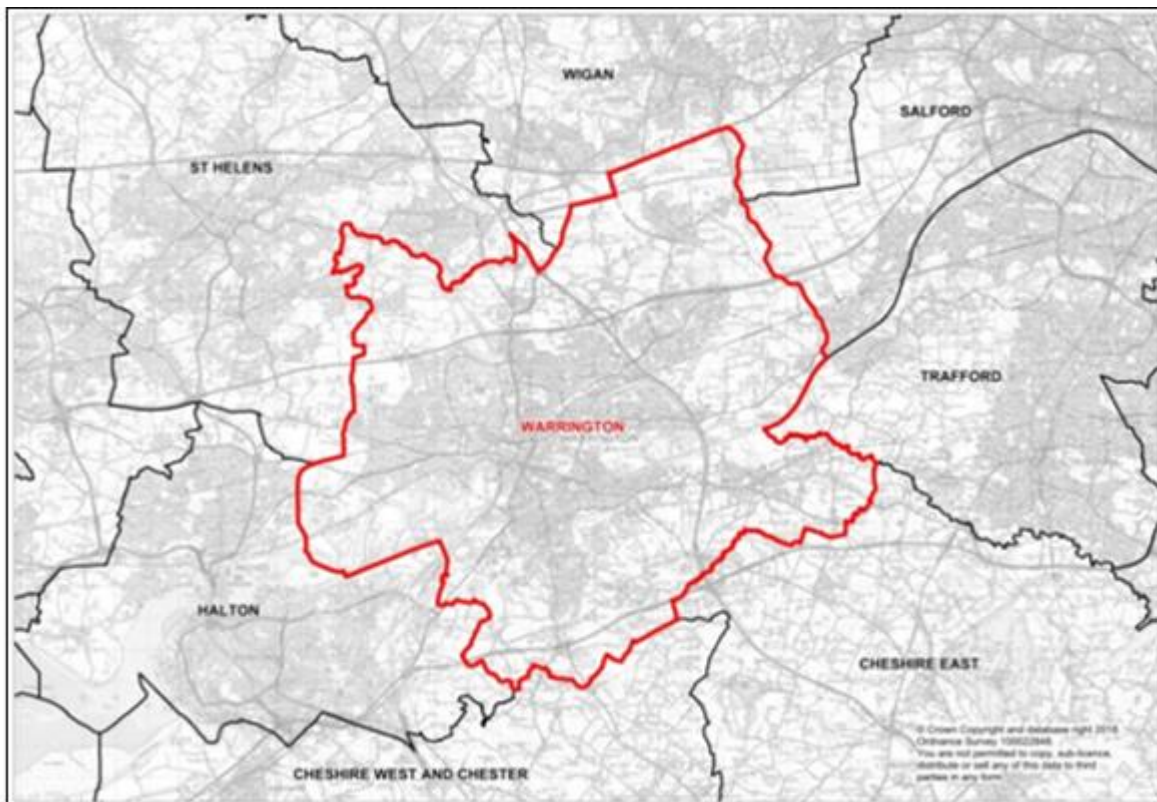 WIGAN
SALFORD
ST HELENS
TRAFFORD
WARRINGTON
HALTON
CHESHIRE EAST
© Crown Copyright and database right 2018
Ordnance Survey
You are not permitted to copy, sub-licence,
distribute or sell any of this data to third
parties in any form
CHESHIRE WEST AND CHESTER